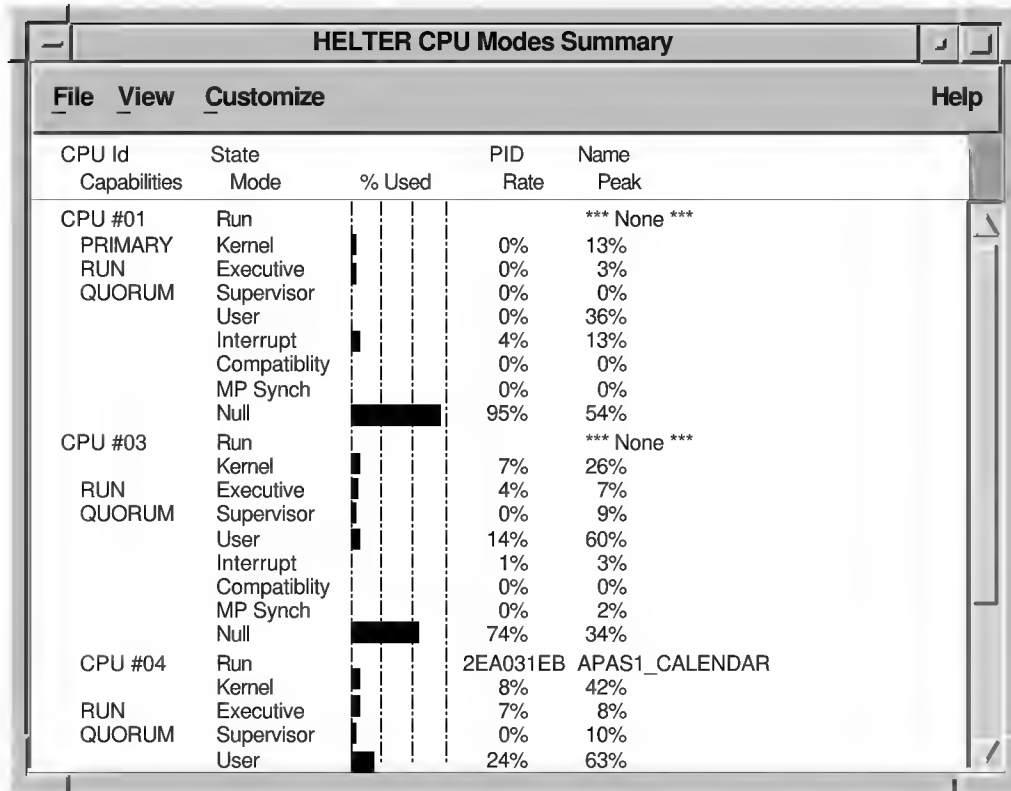 HELTER CPU Modes Summary
File View Customize Help
CPU Id State PID Name
Capabilities Mode % Used Rate Peak
CPU #01 Run *** None ***
PRIMARY Kernel 0% 13%
RUN Executive 0% 3%
QUORUM Supervisor 0% 0%
User 0% 36%
Interrupt 4% 13%
Compatiblity 0% 0%
MP Synch 0% 0%
Null 95% 54%
CPU #03 Run *** None ***
Kernel 7% 26%
RUN Executive 4% 7%
QUORUM Supervisor 0% 9%
User 14% 60%
Interrupt 1% 3%
Compatiblity 0% 0%
MP Synch 0% 2%
Null 74% 34%
CPU #04 Run 2EA031EB APAS1_CALENDAR
Kernel 8% 42%
RUN Executive 7% 8%
QUORUM Supervisor 0% 10%
User 24% 63%